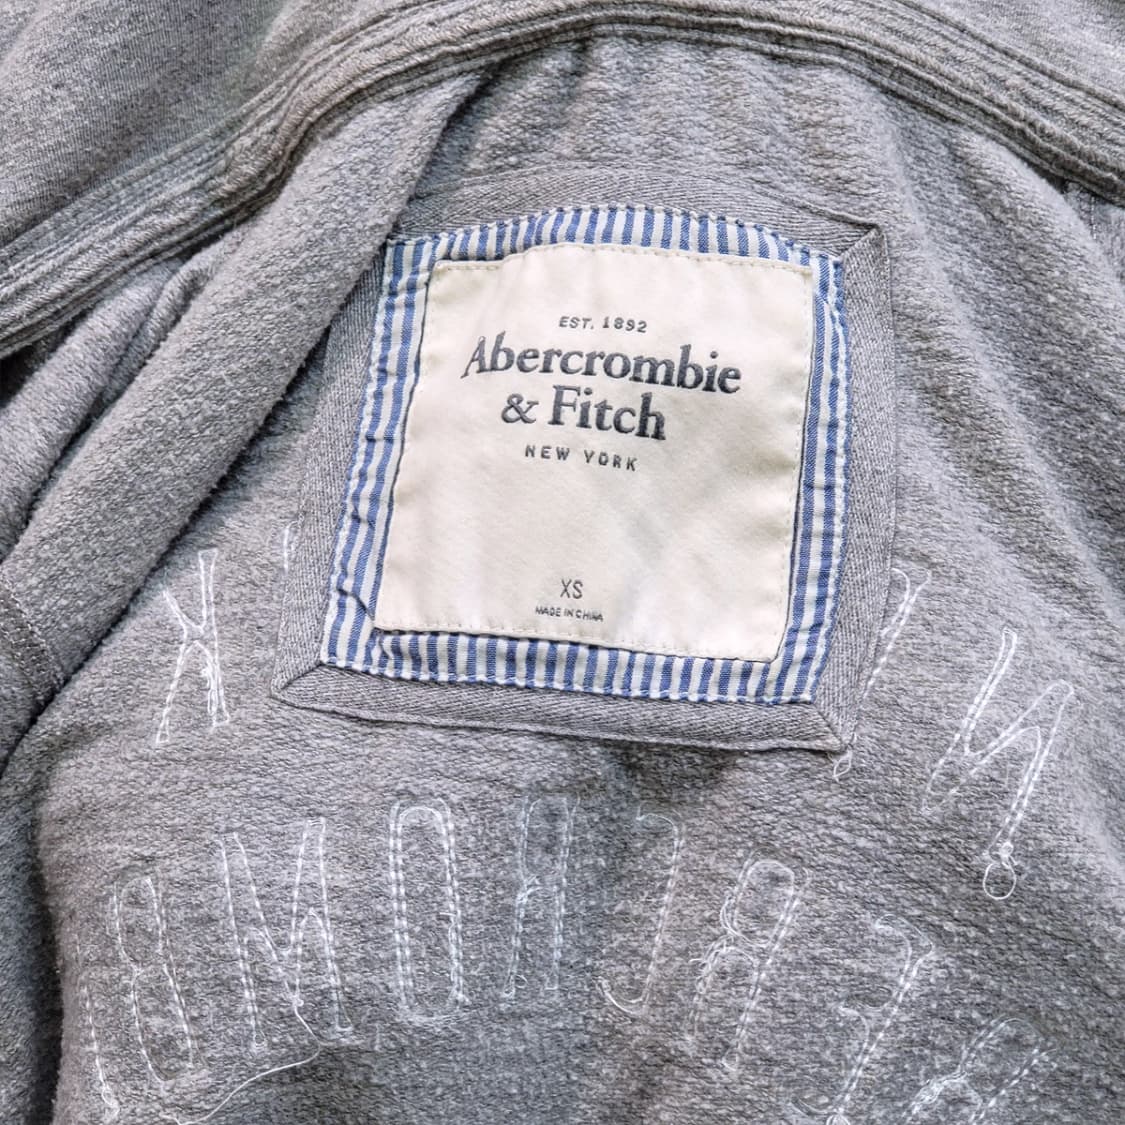 EST. 1892
Abercrombie
& Fitch
NEW YORK
XS
MADE IN CHINA